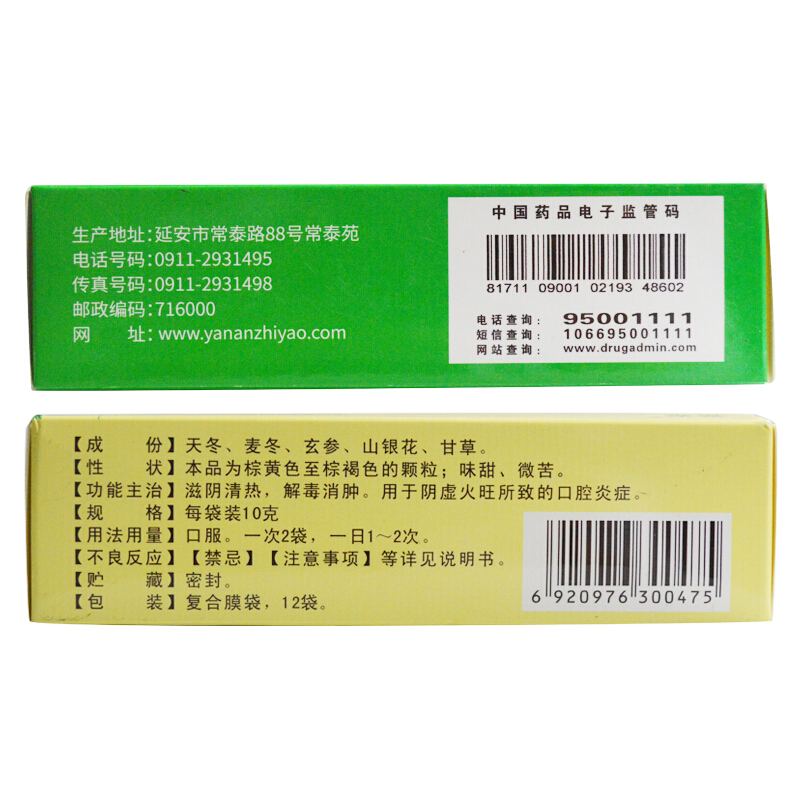 生产地址:延安市常泰路88号常泰苑
电话号码:0911-2931495
传真号码:0911-2931498
邮政编码:716000
网 址:www.yananzhiyao.com
中国药品电子监管码
81711 09001 02193 48602
电话查询: 95001111
短信查询: 106695001111
网站查询: www.drugadmin.com
【成 份】天冬、麦冬、玄参、山银花、甘草。
【性 状】本品为棕黄色至棕褐色的颗粒;味甜、微苦。
【功能主治】滋阴清热,解毒消肿。用于阴虚火旺所致的口腔炎症。
【规 格】每袋装10克
【用法用量】口服。一次2袋,一日1~2次。
【不良反应】【禁忌】【注意事项】等详见说明书。
【贮 藏】密封。
【包 装】复合膜袋,12袋。
6 920976 300475